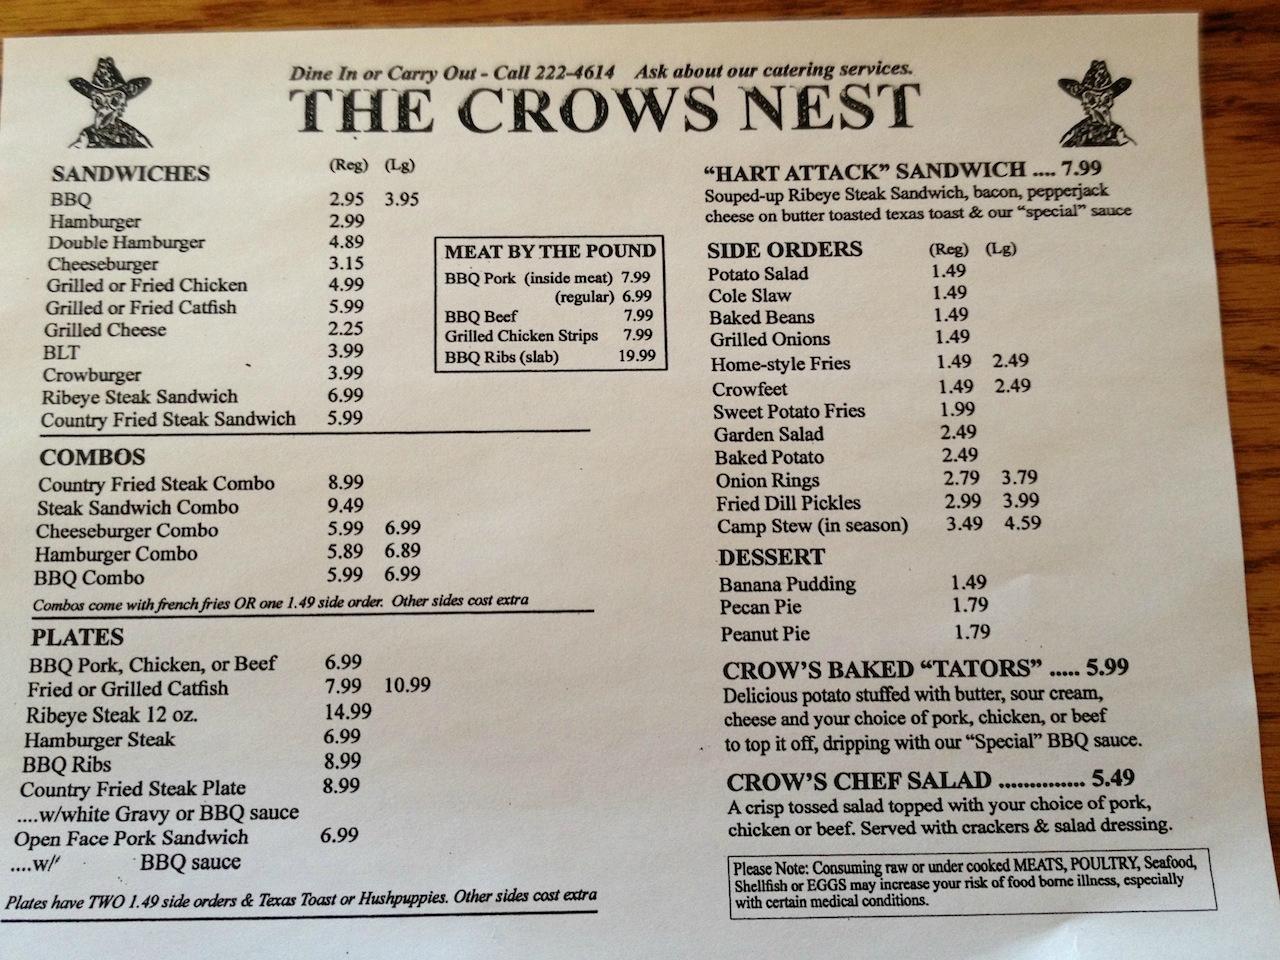 Dine In or Carry Out - Call 222-4614 Ask about our catering services.
THE CROWS NEST
SANDWICHES (Reg) (Lg)
BBQ 2.95 3.95
Hamburger 2.99
Double Hamburger 4.89
Cheeseburger 3.15
Grilled or Fried Chicken 4.99
Grilled or Fried Catfish 5.99
Grilled Cheese 2.25
BLT 3.99
Crowburger 3.99
Ribeye Steak Sandwich 6.99
Country Fried Steak Sandwich 5.99
MEAT BY THE POUND
BBQ Pork (inside meat) 7.99
(regular) 6.99
BBQ Beef 7.99
Grilled Chicken Strips 7.99
BBQ Ribs (slab) 19.99
COMBOS
Country Fried Steak Combo 8.99
Steak Sandwich Combo 9.49
Cheeseburger Combo 5.99 6.99
Hamburger Combo 5.89 6.89
BBQ Combo 5.99 6.99
Combos come with french fries OR one 1.49 side order. Other sides cost extra
PLATES
BBQ Pork, Chicken, or Beef 6.99
Fried or Grilled Catfish 7.99 10.99
Ribeye Steak 12 oz. 14.99
Hamburger Steak 6.99
BBQ Ribs 8.99
Country Fried Steak Plate 8.99
....w/white Gravy or BBQ sauce
Open Face Pork Sandwich 6.99
....w/ BBQ sauce
Plates have TWO 1.49 side orders & Texas Toast or Hushpuppies. Other sides cost extra
"HART ATTACK" SANDWICH .... 7.99
Souped-up Ribeye Steak Sandwich, bacon, pepperjack
cheese on butter toasted texas toast & our "special" sauce
SIDE ORDERS (Reg) (Lg)
Potato Salad 1.49
Cole Slaw 1.49
Baked Beans 1.49
Grilled Onions 1.49
Home-style Fries 1.49 2.49
Crowfeet 1.49 2.49
Sweet Potato Fries 1.99
Garden Salad 2.49
Baked Potato 2.49
Onion Rings 2.79 3.79
Fried Dill Pickles 2.99 3.99
Camp Stew (in season) 3.49 4.59
DESSERT
Banana Pudding 1.49
Pecan Pie 1.79
Peanut Pie 1.79
CROW'S BAKED "TATORS" ..... 5.99
Delicious potato stuffed with butter, sour cream,
cheese and your choice of pork, chicken, or beef
to top it off, dripping with our "Special" BBQ sauce.
CROW'S CHEF SALAD .............. 5.49
A crisp tossed salad topped with your choice of pork,
chicken or beef. Served with crackers & salad dressing.
Please Note: Consuming raw or under cooked MEATS, POULTRY, Seafood,
Shellfish or EGGS may increase your risk of food borne illness, especially
with certain medical conditions.